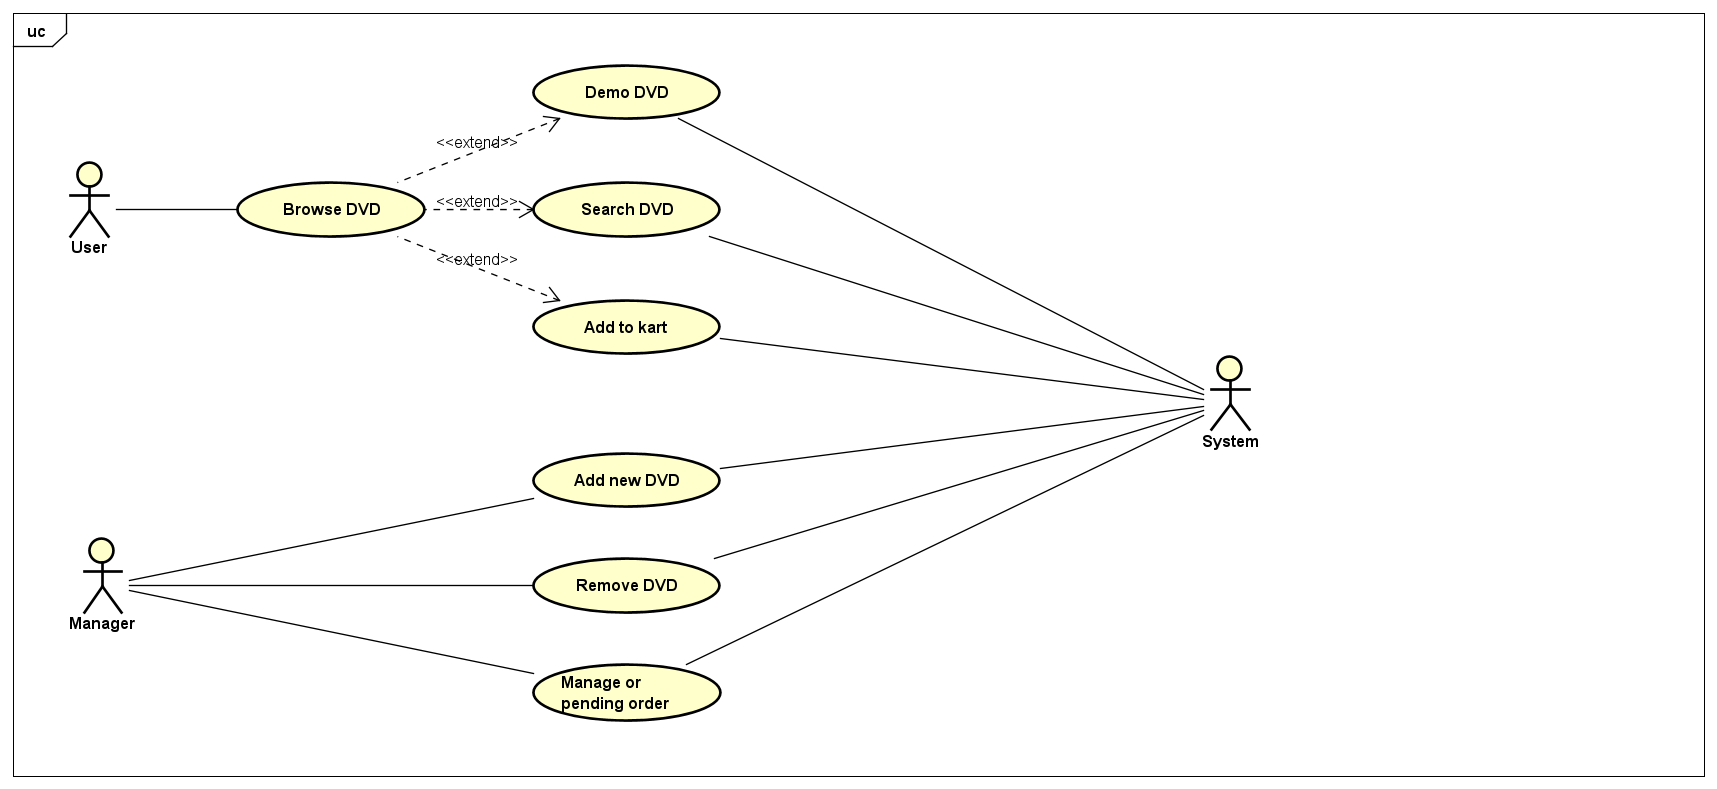 uc
Demo DVD
<<extend>>
User
Browse DVD
<<extend>>
Search DVD
<<extend>>
Add to kart
System
Add new DVD
Manager
Remove DVD
Manage or
pending order